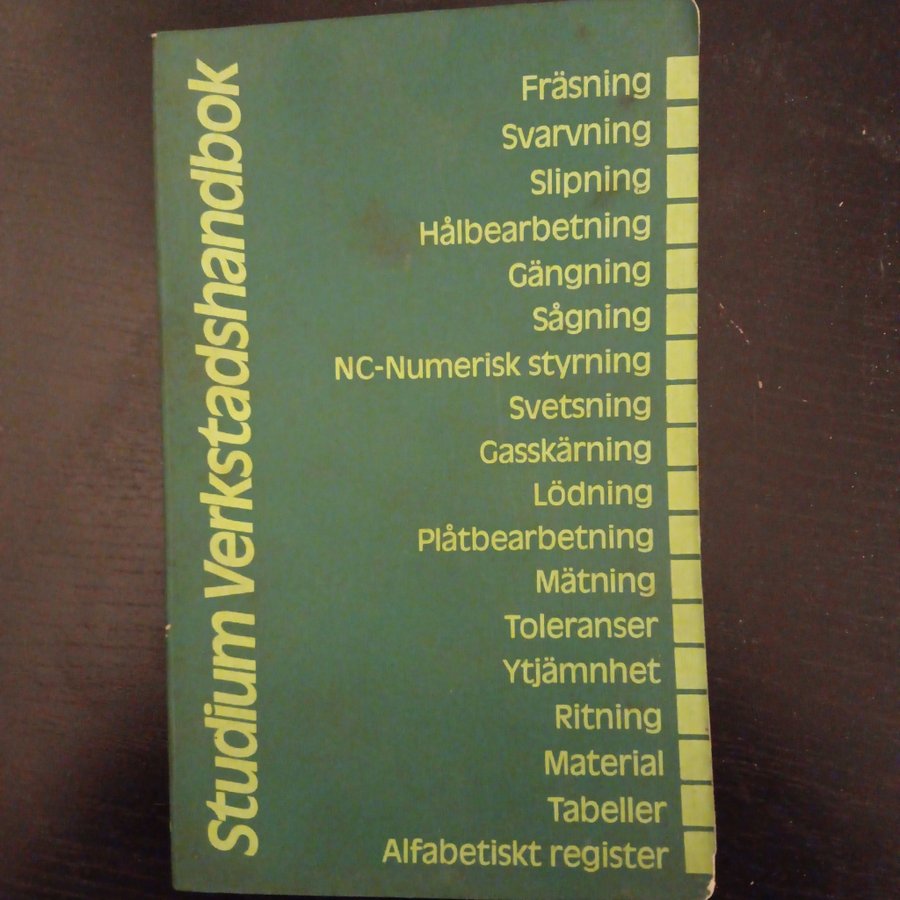 Studium Verkstadshandbok
Fräsning
Svarvning
Slipning
Hålbearbetning
Gängning
Sågning
NC-Numerisk styrning
Svetsning
Gasskärning
Lödning
Plåtbearbetning
Mätning
Toleranser
Ytjämnhet
Ritning
Material
Tabeller
Alfabetiskt register